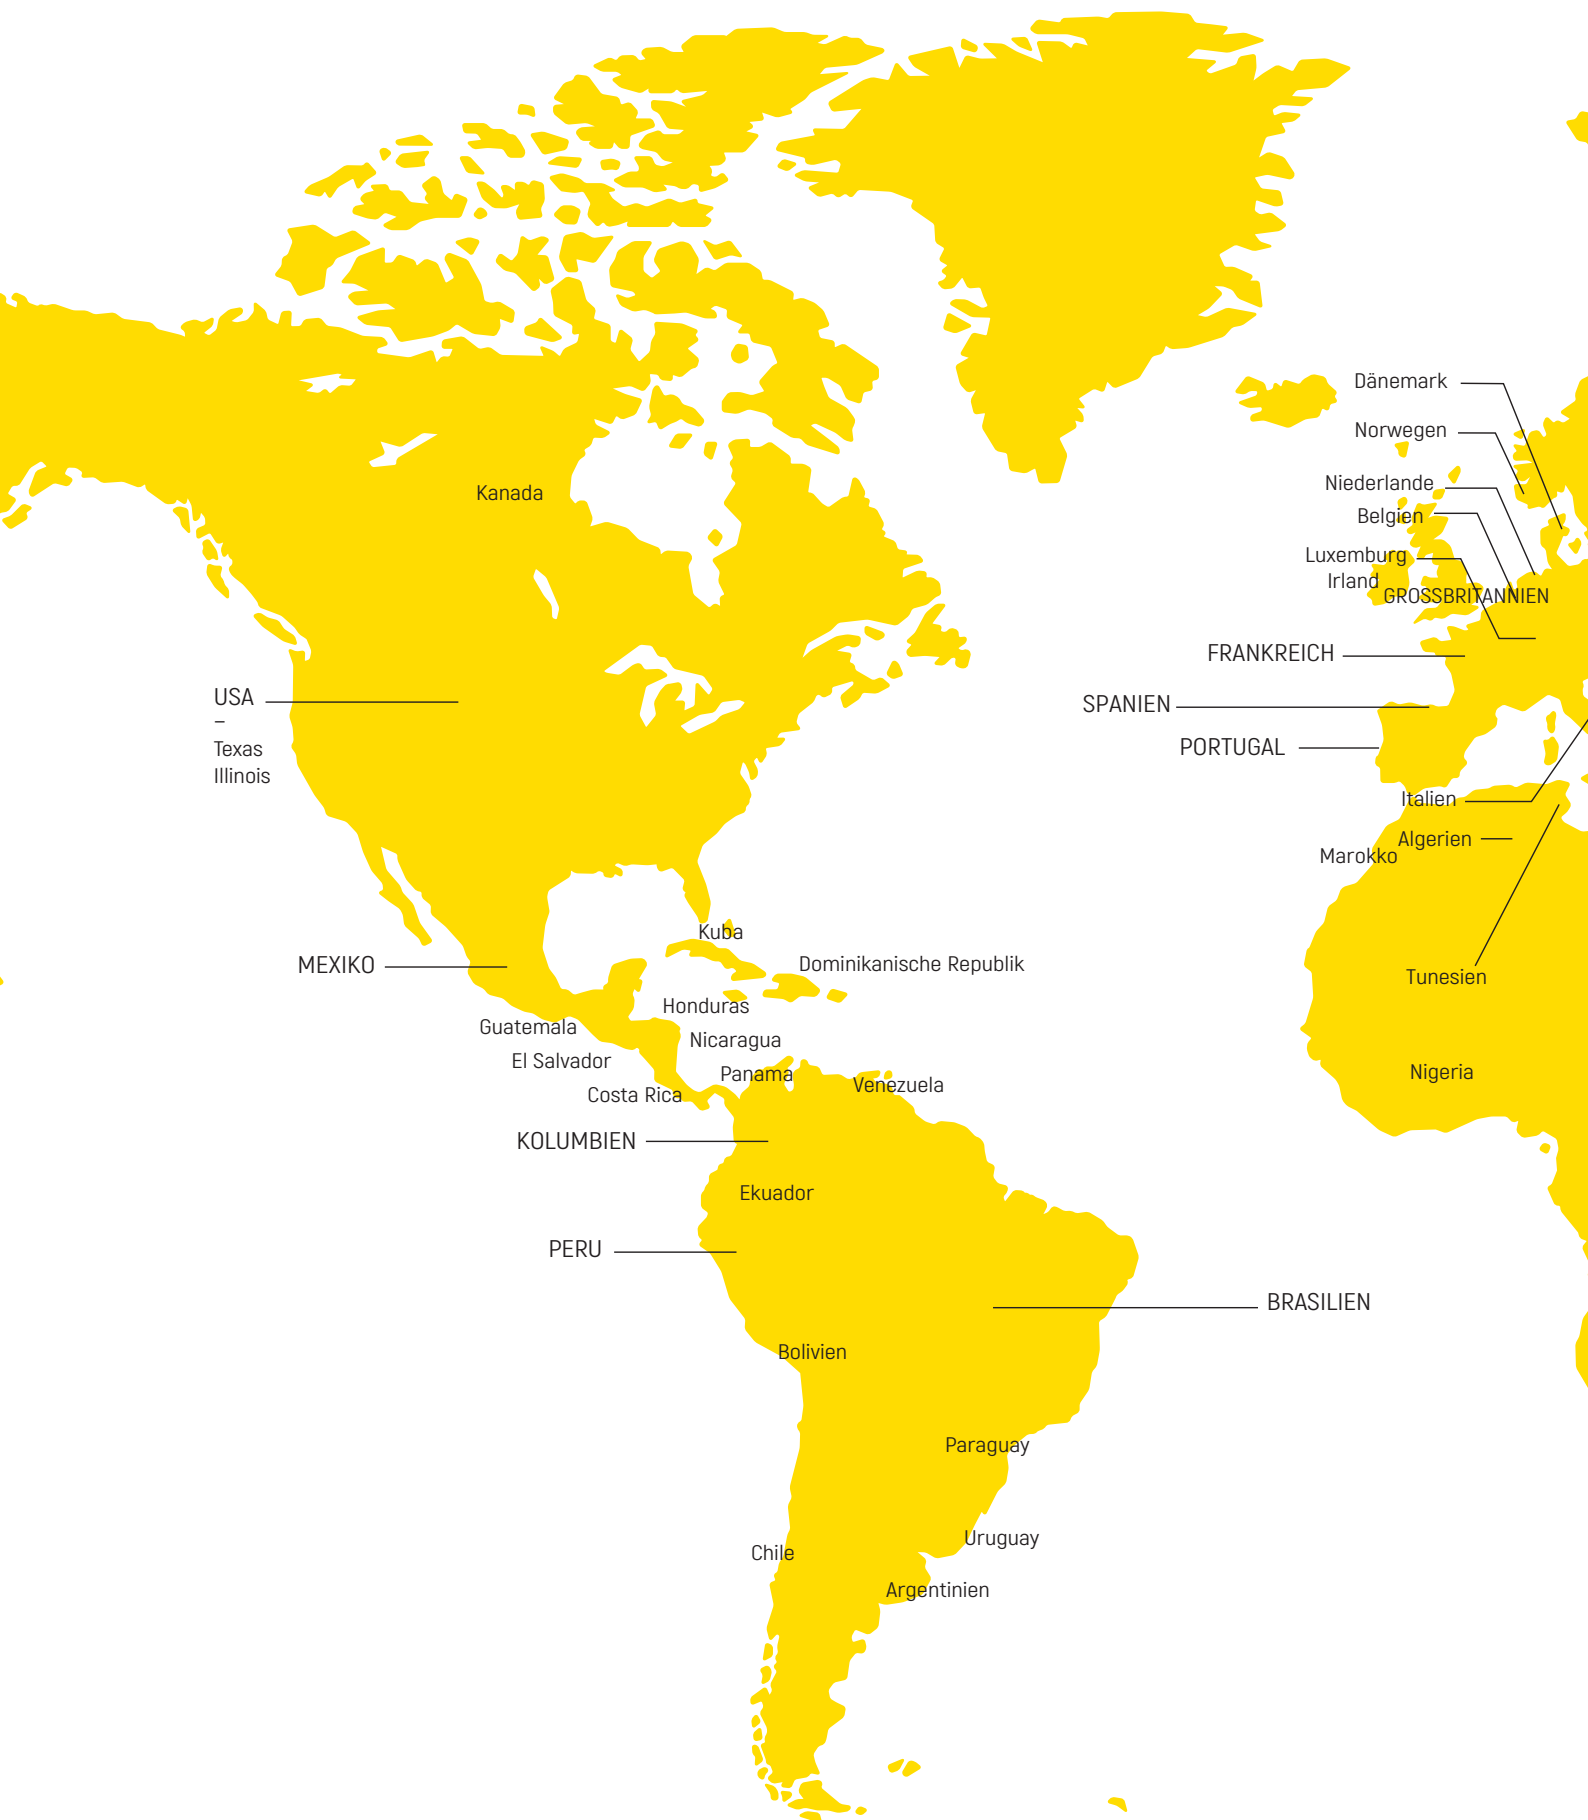 Dänemark
Norwegen
Niederlande
Kanada
Belgien
Luxemburg
Irland
GROSSBRITANNIEN
FRANKREICH
USA
–
Texas
Illinois
SPANIEN
PORTUGAL
Italien
Algerien
Marokko
Kuba
MEXIKO
Dominikanische Republik
Tunesien
Honduras
Guatemala
Nicaragua
El Salvador
Panama
Nigeria
Venezuela
Costa Rica
KOLUMBIEN
Ekuador
PERU
BRASILIEN
Bolivien
Paraguay
Uruguay
Chile
Argentinien